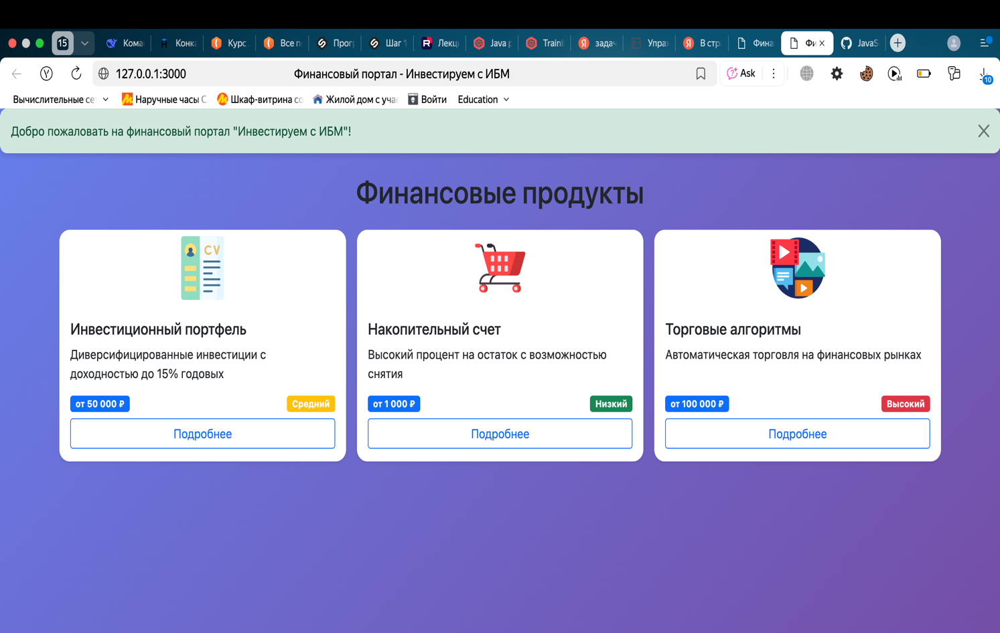 15
Кома
Конка
Курс
Все п
Прог
Шаг 1
Лекц
Java p
Traini
задач
Упра
В стр
Фина
Фи
JavaS
127.0.0.1:3000
Финансовый портал - Инвестируем с ИБМ
Ask
10
Вычислительные се
Наручные часы С
Шкаф-витрина со
Жилой дом с учас
Войти
Education
Добро пожаловать на финансовый портал "Инвестируем с ИБМ"!
Финансовые продукты
CV
Инвестиционный портфель
Диверсифицированные инвестиции с
доходностью до 15% годовых
от 50 000 ₽
Средний
Подробнее
Накопительный счет
Высокий процент на остаток с возможностью
снятия
от 1 000 ₽
Низкий
Подробнее
Торговые алгоритмы
Автоматическая торговля на финансовых рынках
от 100 000 ₽
Высокий
Подробнее